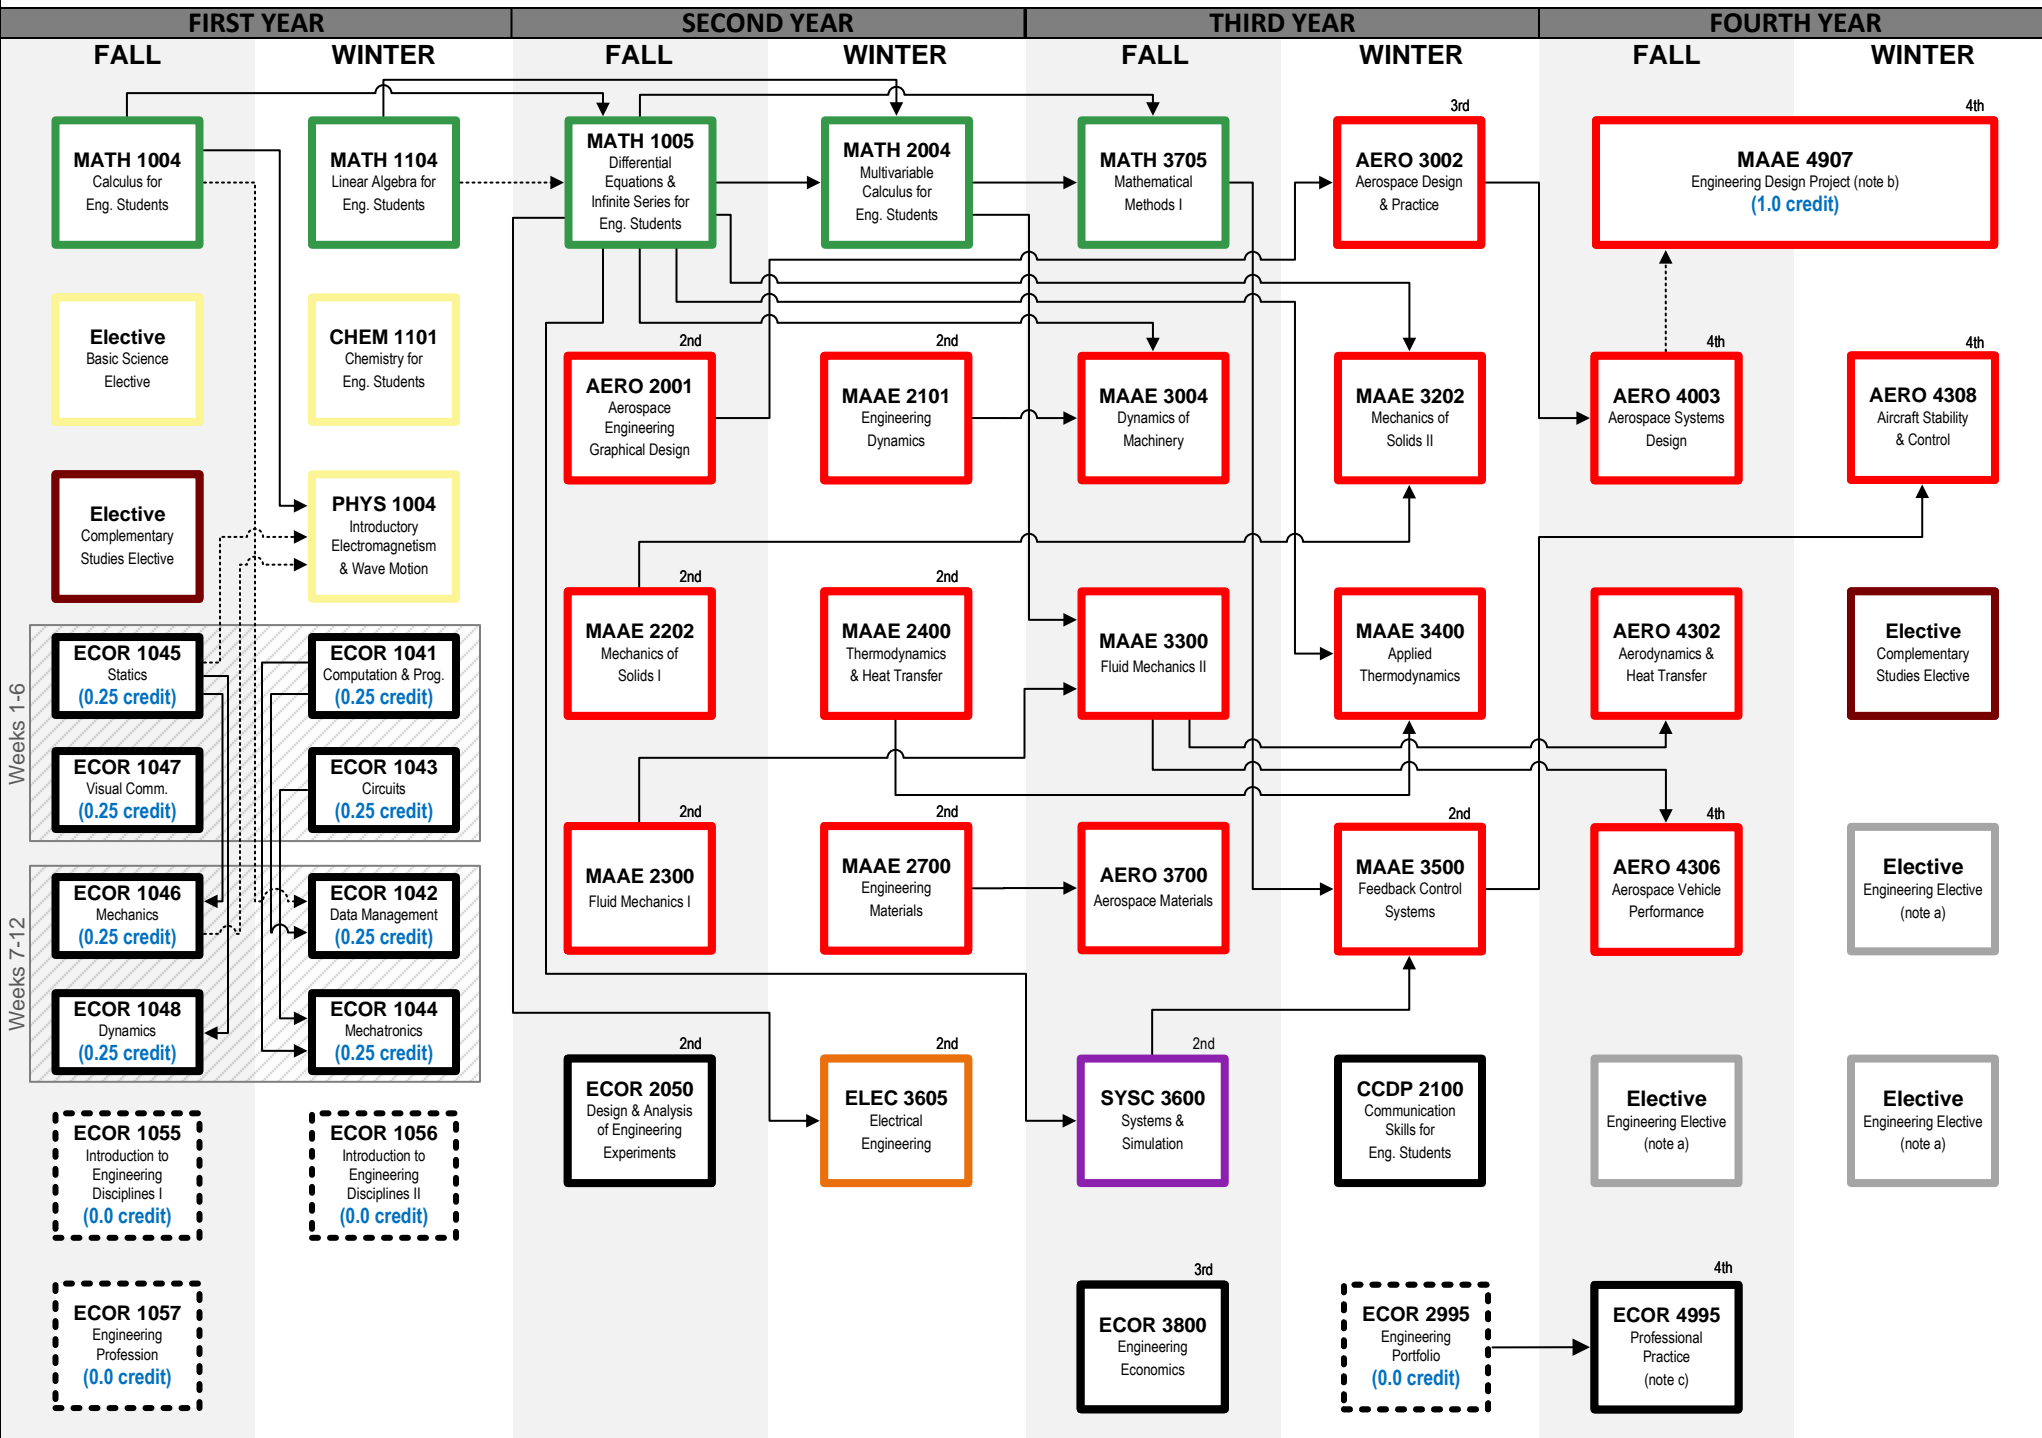 FIRST YEAR
SECOND YEAR
THIRD YEAR
FOURTH YEAR
FALL
WINTER
FALL
WINTER
FALL
WINTER
FALL
WINTER
MATH 1004
Calculus for
Eng. Students
MATH 1104
Linear Algebra for
Eng. Students
MATH 1005
Differential
Equations &
Infinite Series for
Eng. Students
MATH 2004
Multivariable
Calculus for
Eng. Students
MATH 3705
Mathematical
Methods I
3rd
AERO 3002
Aerospace Design
& Practice
4th
MAAE 4907
Engineering Design Project (note b)
(1.0 credit)
Elective
Basic Science
Elective
CHEM 1101
Chemistry for
Eng. Students
2nd
AERO 2001
Aerospace
Engineering
Graphical Design
2nd
MAAE 2101
Engineering
Dynamics
MAAE 3004
Dynamics of
Machinery
MAAE 3202
Mechanics of
Solids II
4th
AERO 4003
Aerospace Systems
Design
4th
AERO 4308
Aircraft Stability
& Control
Elective
Complementary
Studies Elective
PHYS 1004
Introductory
Electromagnetism
& Wave Motion
2nd
MAAE 2202
Mechanics of
Solids I
2nd
MAAE 2400
Thermodynamics
& Heat Transfer
MAAE 3300
Fluid Mechanics II
MAAE 3400
Applied
Thermodynamics
AERO 4302
Aerodynamics &
Heat Transfer
Elective
Complementary
Studies Elective
Weeks 1-6
ECOR 1045
Statics
(0.25 credit)
ECOR 1041
Computation & Prog.
(0.25 credit)
ECOR 1047
Visual Comm.
(0.25 credit)
ECOR 1043
Circuits
(0.25 credit)
2nd
MAAE 2300
Fluid Mechanics I
2nd
MAAE 2700
Engineering
Materials
AERO 3700
Aerospace Materials
2nd
MAAE 3500
Feedback Control
Systems
4th
AERO 4306
Aerospace Vehicle
Performance
Elective
Engineering Elective
(note a)
Weeks 7-12
ECOR 1046
Mechanics
(0.25 credit)
ECOR 1042
Data Management
(0.25 credit)
ECOR 1048
Dynamics
(0.25 credit)
ECOR 1044
Mechatronics
(0.25 credit)
2nd
ECOR 2050
Design & Analysis
of Engineering
Experiments
2nd
ELEC 3605
Electrical
Engineering
2nd
SYSC 3600
Systems &
Simulation
CCDP 2100
Communication
Skills for
Eng. Students
Elective
Engineering Elective
(note a)
Elective
Engineering Elective
(note a)
ECOR 1055
Introduction to
Engineering
Disciplines I
(0.0 credit)
ECOR 1056
Introduction to
Engineering
Disciplines II
(0.0 credit)
ECOR 1057
Engineering
Profession
(0.0 credit)
3rd
ECOR 3800
Engineering
Economics
ECOR 2995
Engineering
Portfolio
(0.0 credit)
4th
ECOR 4995
Professional
Practice
(note c)